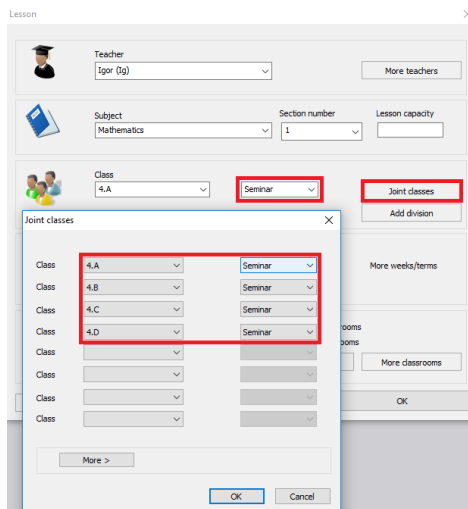 Lesson
Teacher
Igor (Ig)
More teachers
Subject
Section number
Lesson capacity
Mathematics
1
Class
4.A
Seminar
Joint classes
Add division
Joint classes
Class 4.A Seminar
Class 4.B Seminar
Class 4.C Seminar
Class 4.D Seminar
Class
Class
Class
Class
More >
OK
Cancel
More weeks/terms
More classrooms
OK